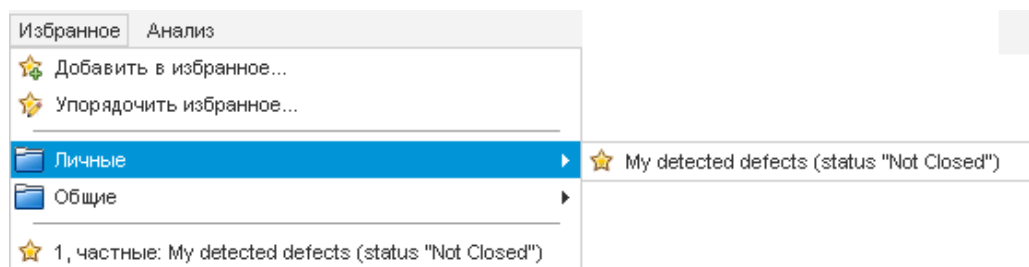 Избранное Анализ
Добавить в избранное...
Упорядочить избранное...
Личные
My detected defects (status "Not Closed")
Общие
1, частные: My detected defects (status "Not Closed")